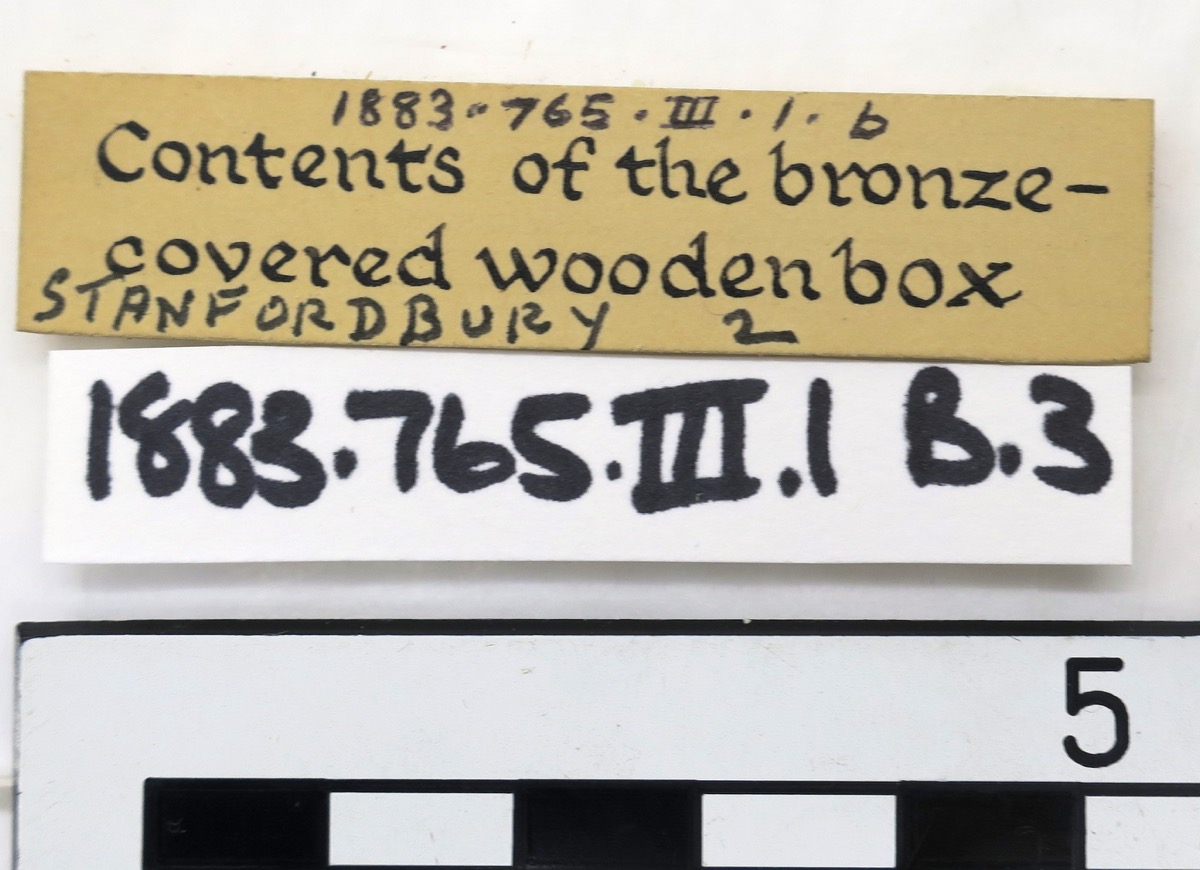 1883.765.III.1.b
Contents of the bronze-
covered wooden box
STANFORDBURY 2
1883.765.III.1 B.3
5